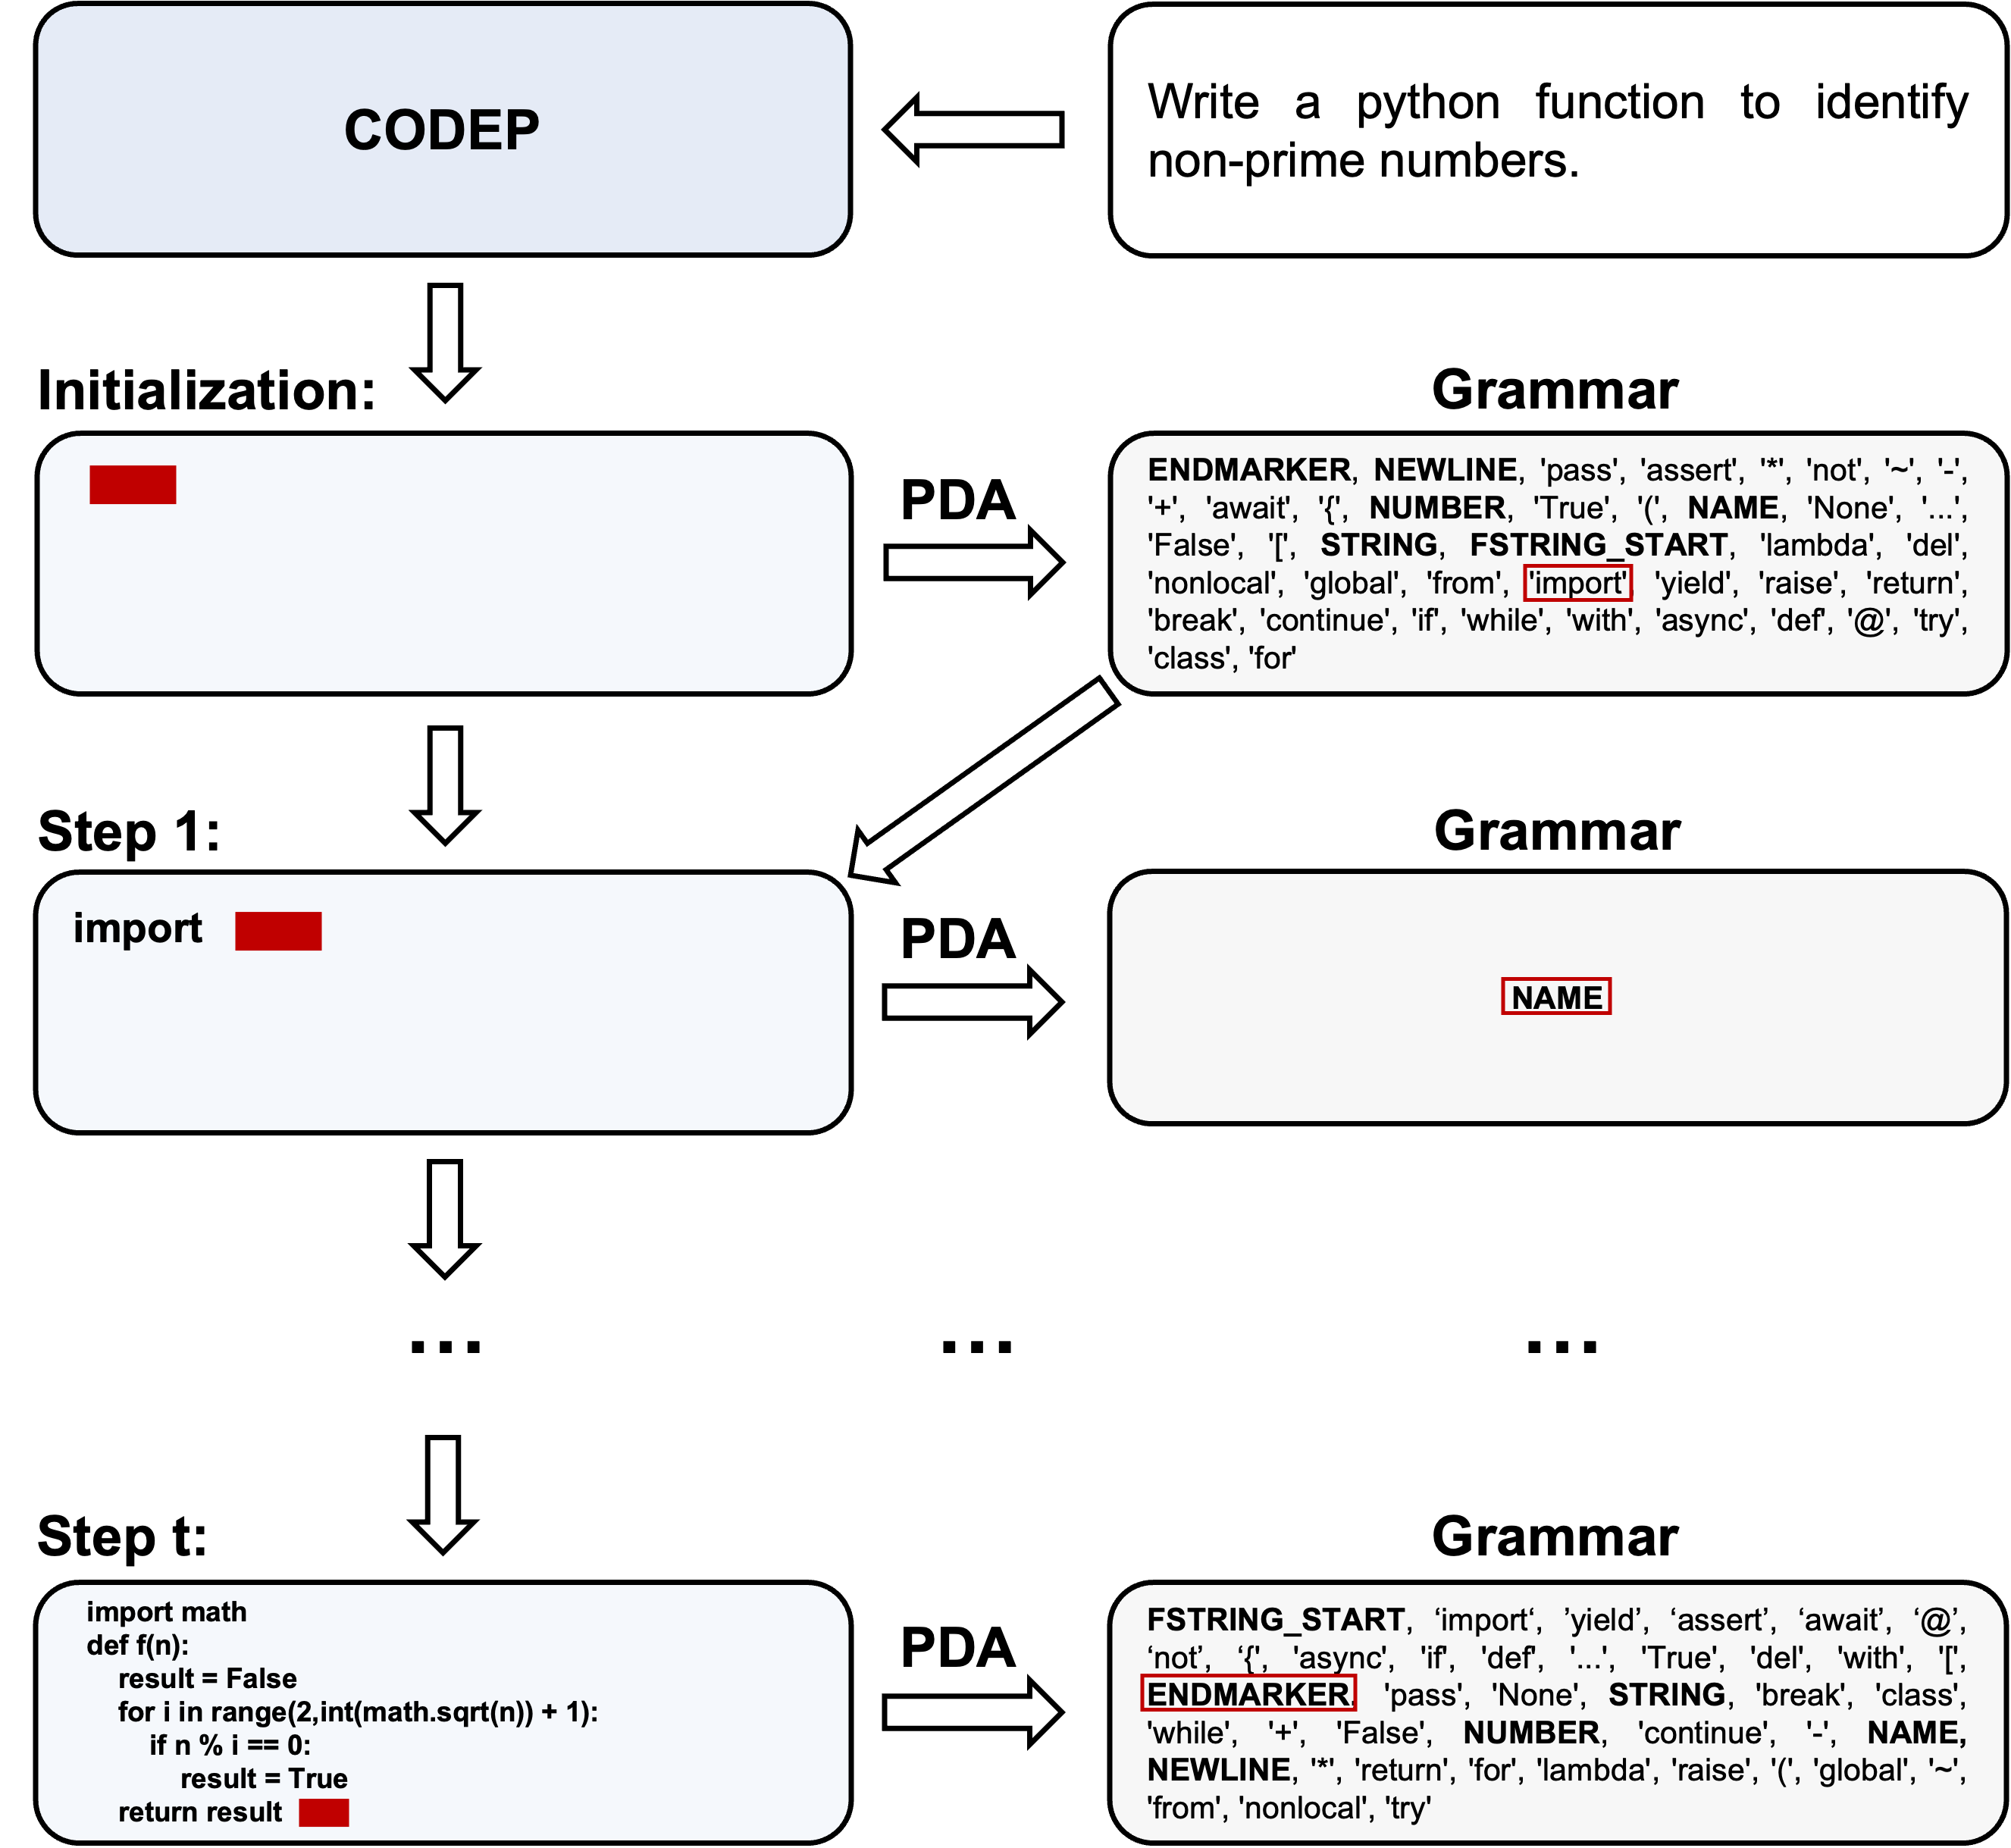 CODEP
Write a python function to identify
non-prime numbers.
Initialization:
PDA
Grammar
ENDMARKER, NEWLINE, 'pass', 'assert', '*', 'not', '~', '-',
'+', 'await', '{', NUMBER, 'True', '(', NAME, 'None', '...',
'False', '[', STRING, FSTRING_START, 'lambda', 'del',
'nonlocal', 'global', 'from', 'import', 'yield', 'raise', 'return',
'break', 'continue', 'if', 'while', 'with', 'async', 'def', '@', 'try',
'class', 'for'
Step 1:
import
PDA
Grammar
NAME
... ... ...
Step t:
import math
def f(n):
result = False
for i in range(2,int(math.sqrt(n)) + 1):
if n % i == 0:
result = True
return result
PDA
Grammar
FSTRING_START, ‘import‘, ’yield’, ‘assert’, ‘await’, ‘@’,
‘not’, ‘{’, 'async', 'if', 'def', '...', 'True', 'del', 'with', '[',
ENDMARKER, 'pass', 'None', STRING, 'break', 'class',
'while', '+', 'False', NUMBER, 'continue', '-', NAME,
NEWLINE, '*', 'return', 'for', 'lambda', 'raise', '(', 'global', '~',
'from', 'nonlocal', 'try'